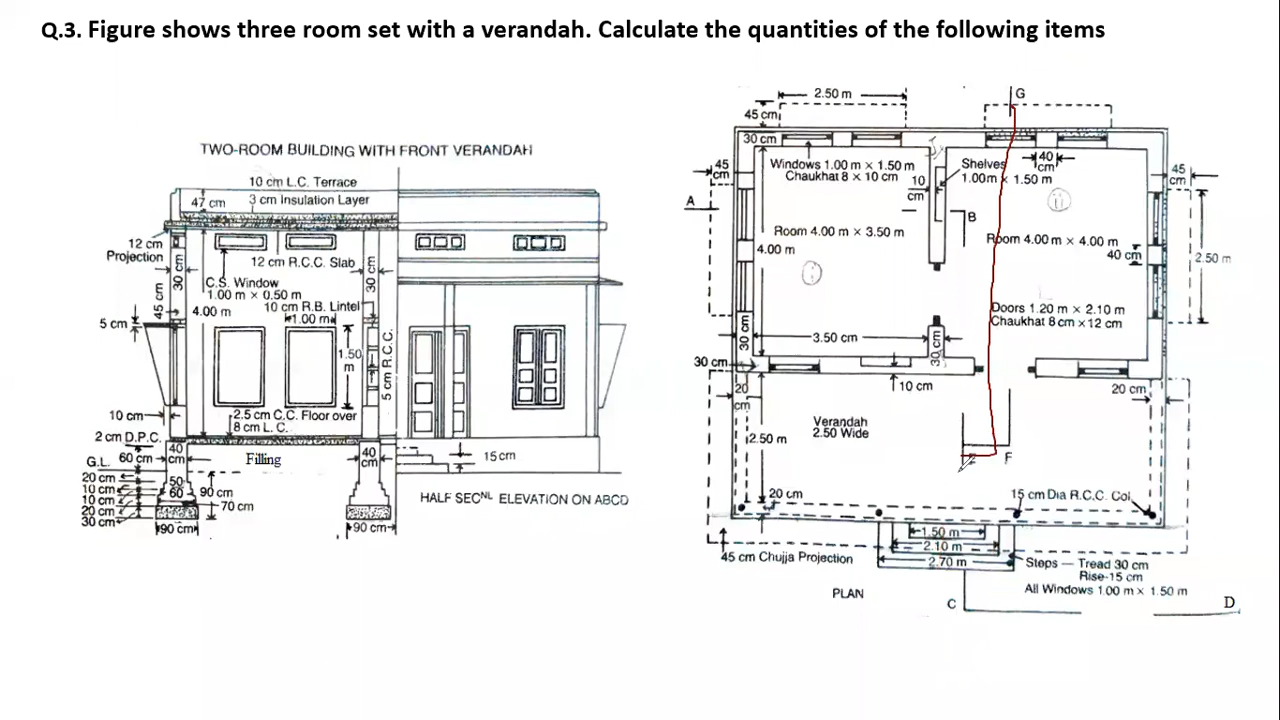 Q.3. Figure shows three room set with a verandah. Calculate the quantities of the following items
TWO-ROOM BUILDING WITH FRONT VERANDAH
10 cm L.C. Terrace
47 cm
3 cm Insulation Layer
12 cm
Projection
12 cm R.C.C. Slab
30 cm
30 cm
C.S. Window
1.00 m x 0.50 m
45 cm
4.00 m
10 cm R.B. Lintel
1.00 m
5 cm
1.50
m
5 cm R.C.C.
10 cm
2.5 cm C.C. Floor over
8 cm L. C.
2 cm D.P.C.
40
cm
40
cm
60 cm
Filling
15 cm
G.L.
20 cm
10 cm
10 cm
20 cm
30 cm
50
60
90 cm
70 cm
90 cm
90 cm
HALF SECNL ELEVATION ON ABCD
2.50 m
G
45 cm
30 cm
Windows 1.00 m x 1.50 m
Chaukhat 8 x 10 cm
10
cm
Shelves
1.00m x 1.50 m
40
cm
45
cm
45
cm
A
B
Room 4.00 m x 3.50 m
Room 4.00 m x 4.00 m
4.00 m
40 cm
2.50 m
Doors 1.20 m x 2.10 m
Chaukhat 8 cm x 12 cm
30 cm
3.50 cm
30 cm
30 cm
10 cm
20
cm
20 cm
Verandah
2.50 Wide
2.50 m
F
20 cm
15 cm Dia R.C.C. Col.
1.50 m
2.10 m
2.70 m
45 cm Chujja Projection
Steps — Tread 30 cm
Rise-15 cm
All Windows 1.00 m x 1.50 m
PLAN
C
D